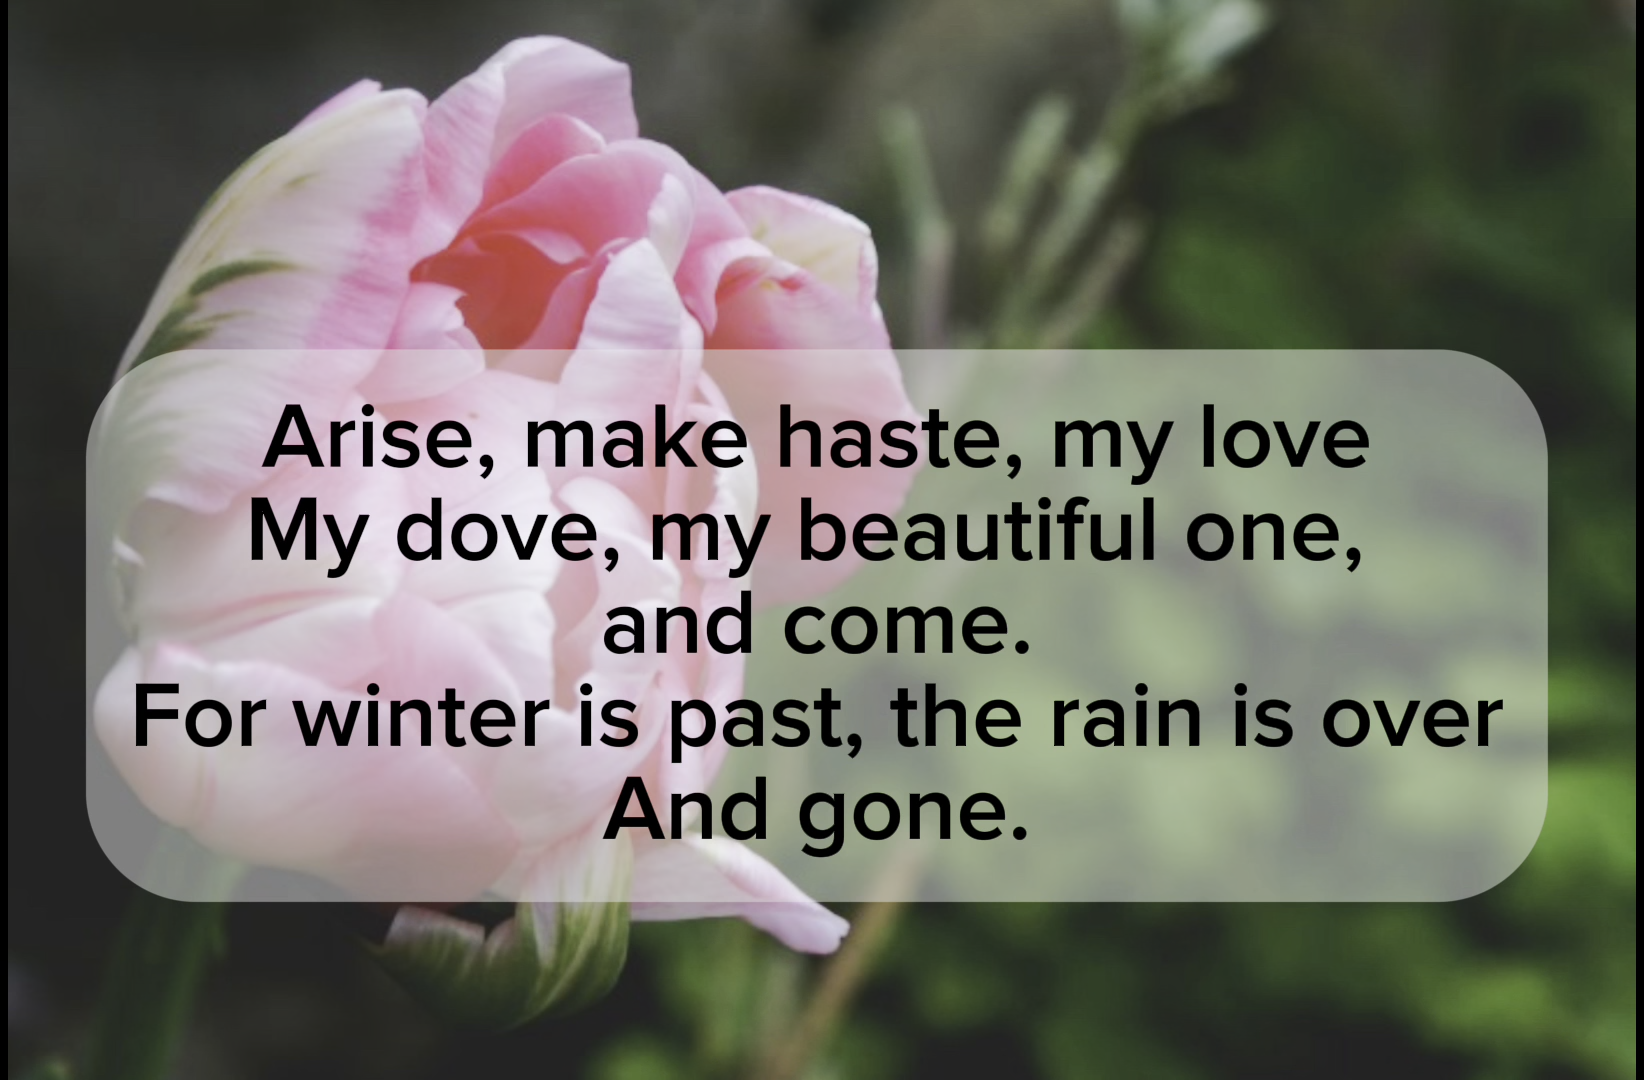 Arise, make haste, my love
My dove, my beautiful one,
and come.
For winter is past, the rain is over
And gone.